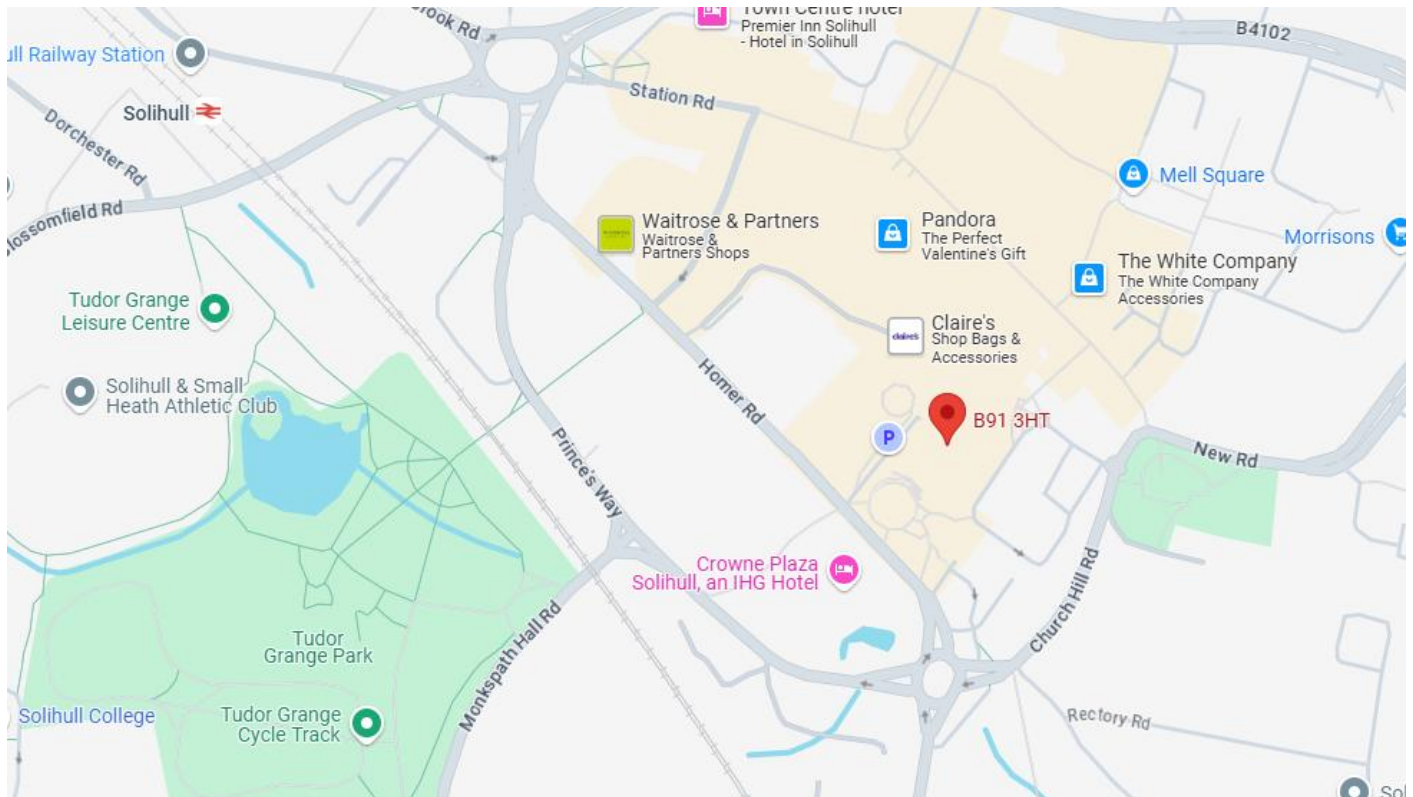 Town Centre hotel
Premier Inn Solihull
- Hotel in Solihull
B4102
Brook Rd
ull Railway Station
Station Rd
Solihull
Dorchester Rd
Mell Square
lossomfield Rd
Waitrose & Partners
Waitrose &
Partners Shops
Pandora
The Perfect
Valentine's Gift
Morrisons
The White Company
The White Company
Accessories
Tudor Grange
Leisure Centre
claire's
Claire's
Shop Bags &
Accessories
Solihull & Small
Heath Athletic Club
Homer Rd
B91 3HT
P
New Rd
Prince's Way
Crowne Plaza
Solihull, an IHG Hotel
Church Hill Rd
Monkspath Hall Rd
Tudor
Grange Park
Solihull College
Tudor Grange
Cycle Track
Rectory Rd
Sol